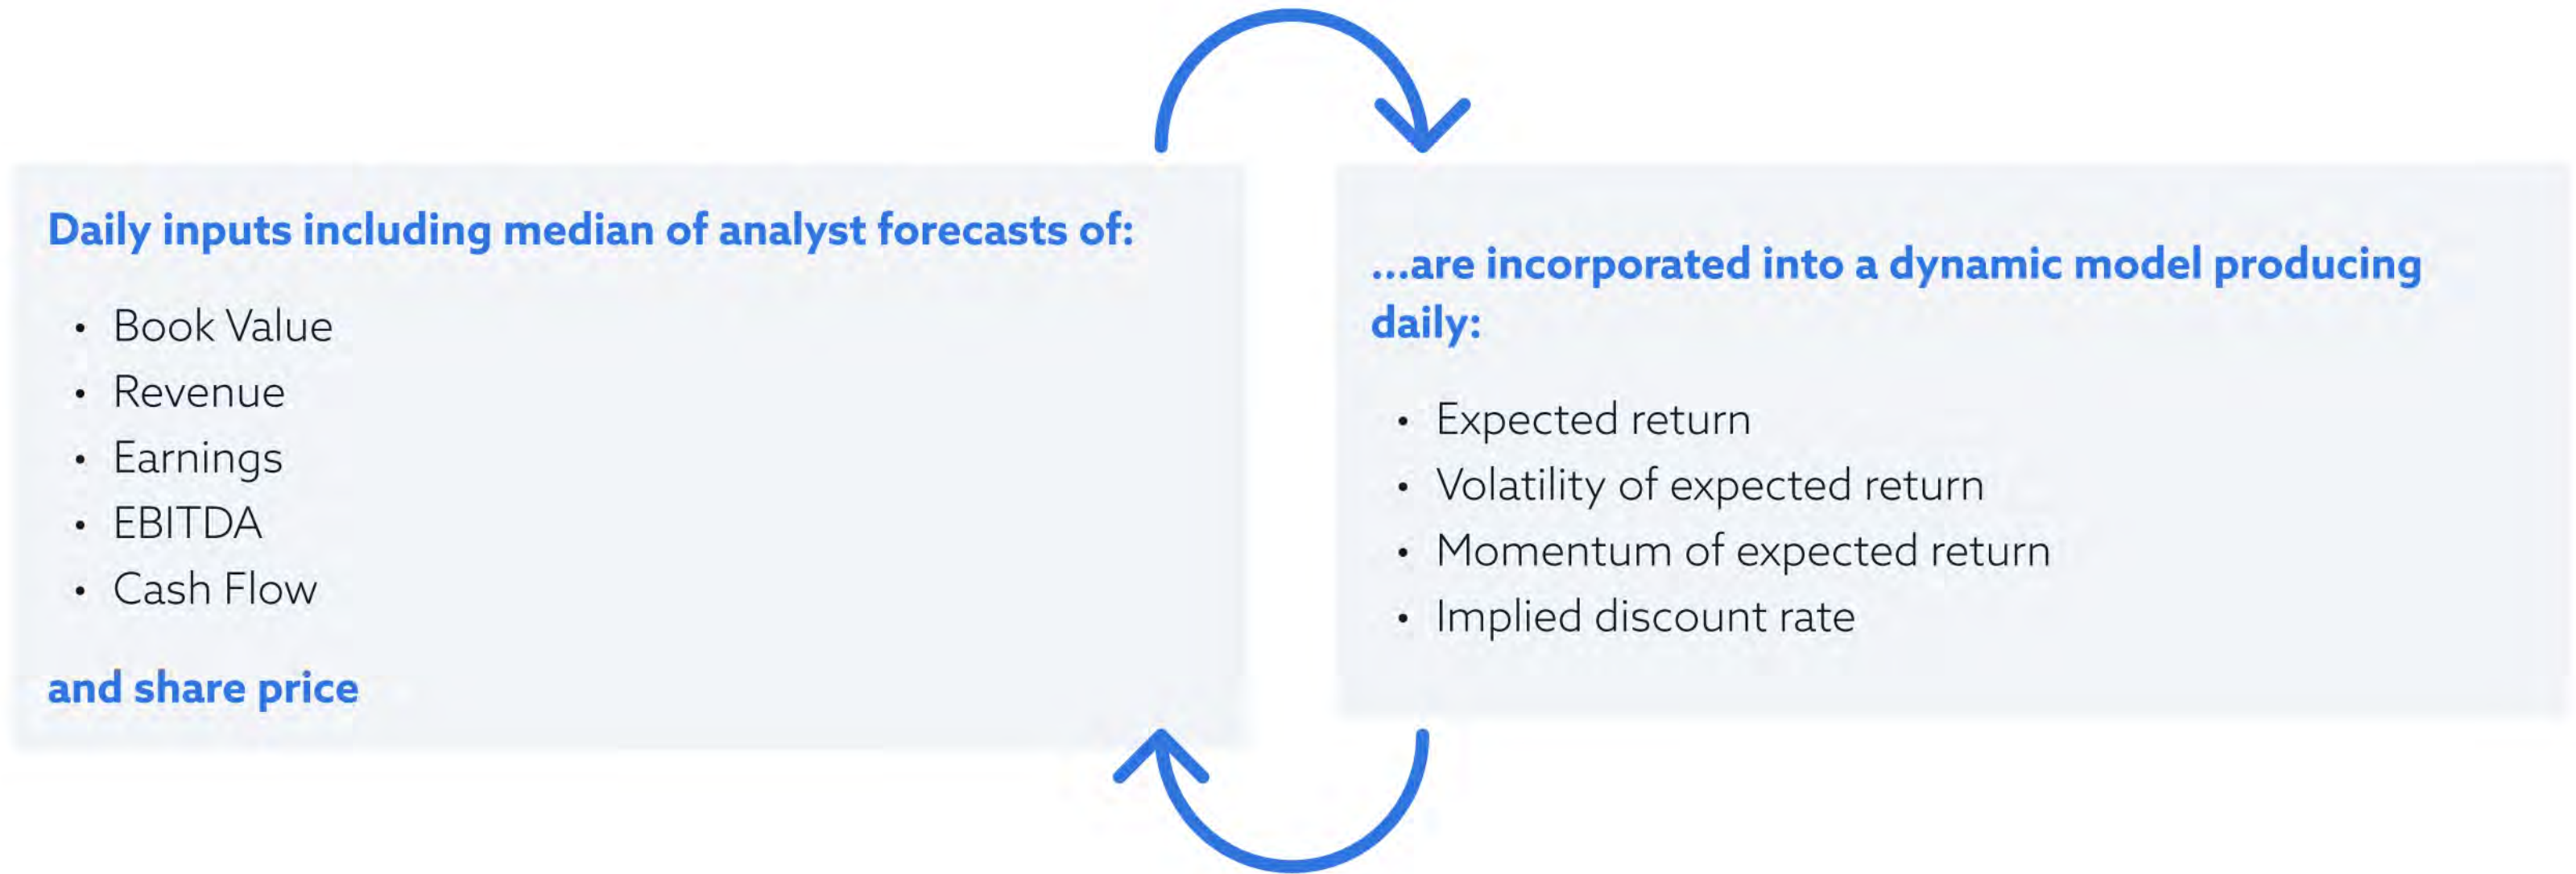 Daily inputs including median of analyst forecasts of:
• Book Value
• Revenue
• Earnings
• EBITDA
• Cash Flow
and share price
...are incorporated into a dynamic model producing
daily:
• Expected return
• Volatility of expected return
• Momentum of expected return
• Implied discount rate